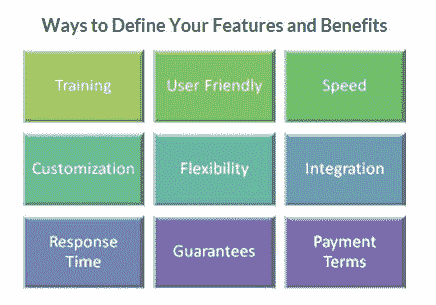 Ways to Define Your Features and Benefits
Training
User Friendly
Speed
Customization
Flexibility
Integration
Response
Time
Guarantees
Payment
Terms